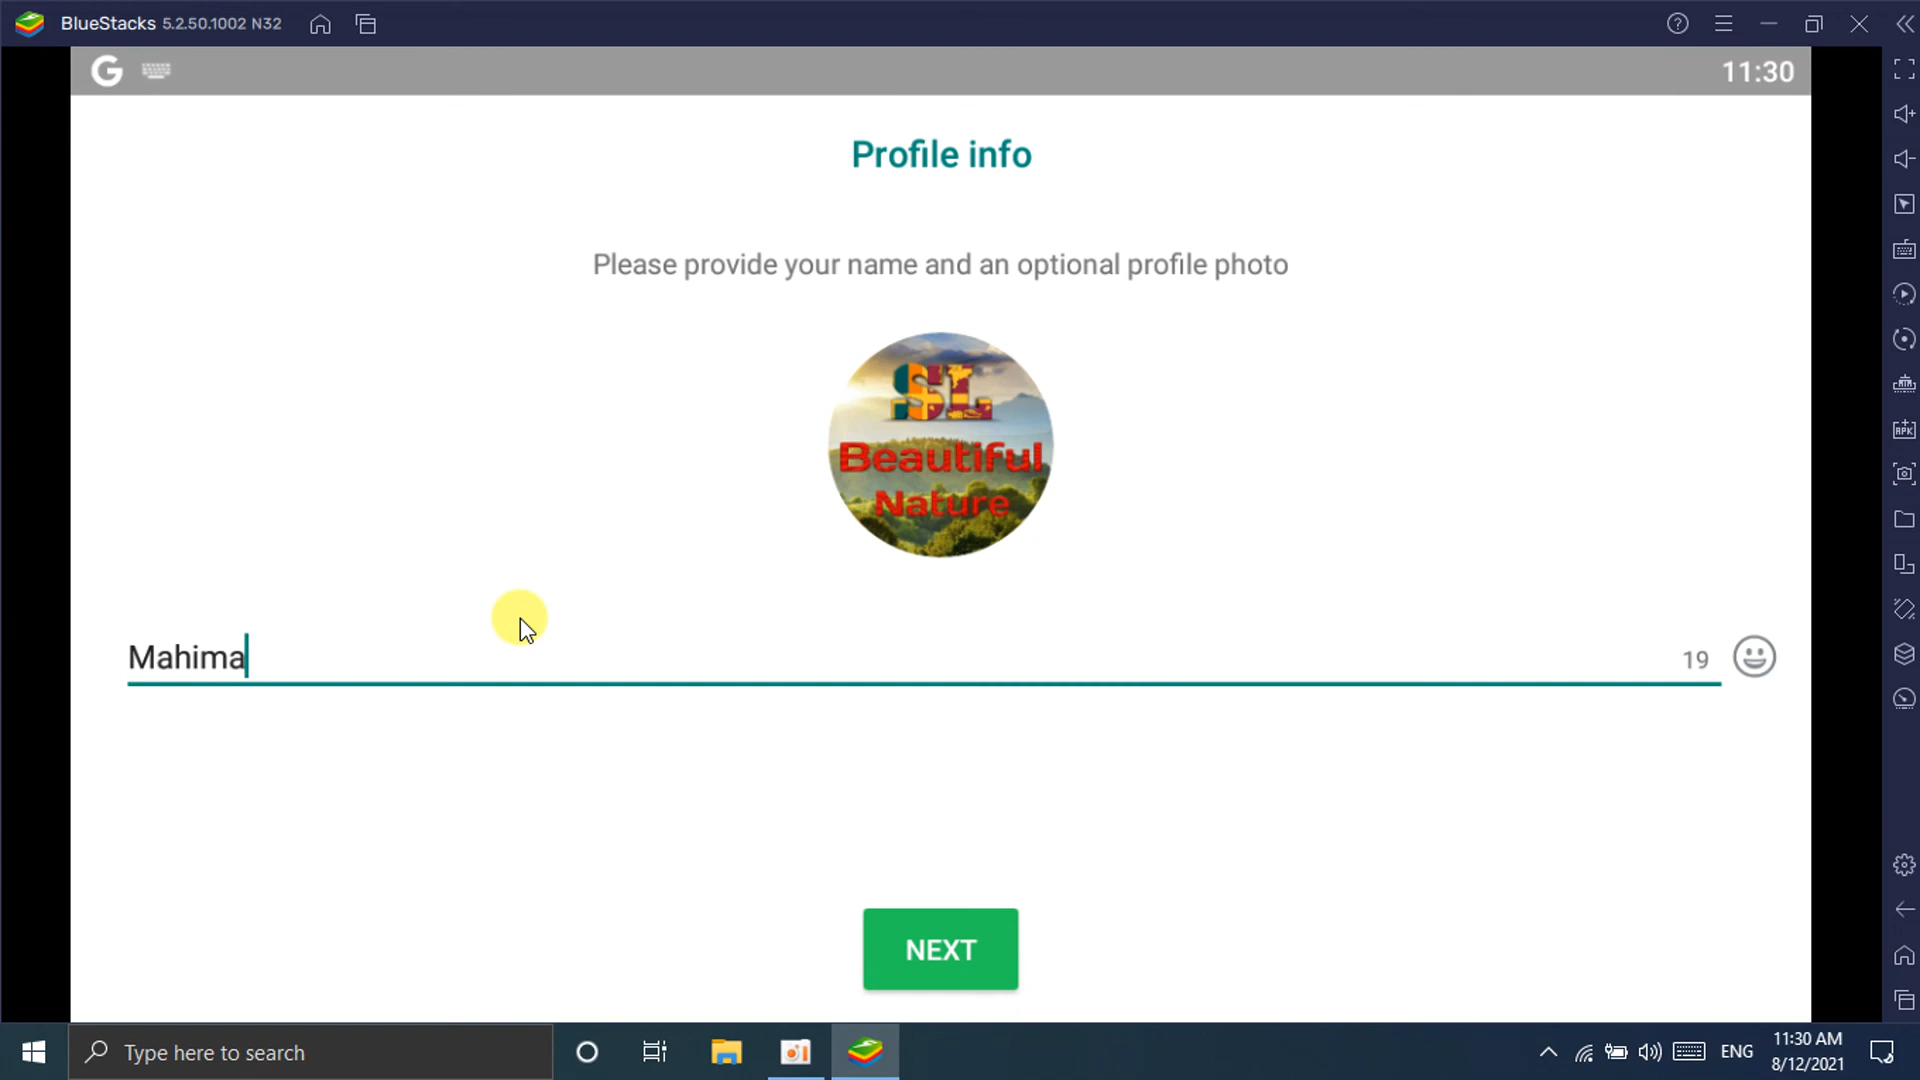 BlueStacks 5.2.50.1002 N32
G
11:30
Profile info
Please provide your name and an optional profile photo
SL
Beautiful
Nature
Mahima
19
NEXT
Type here to search
ENG
11:30 AM
8/12/2021
APK